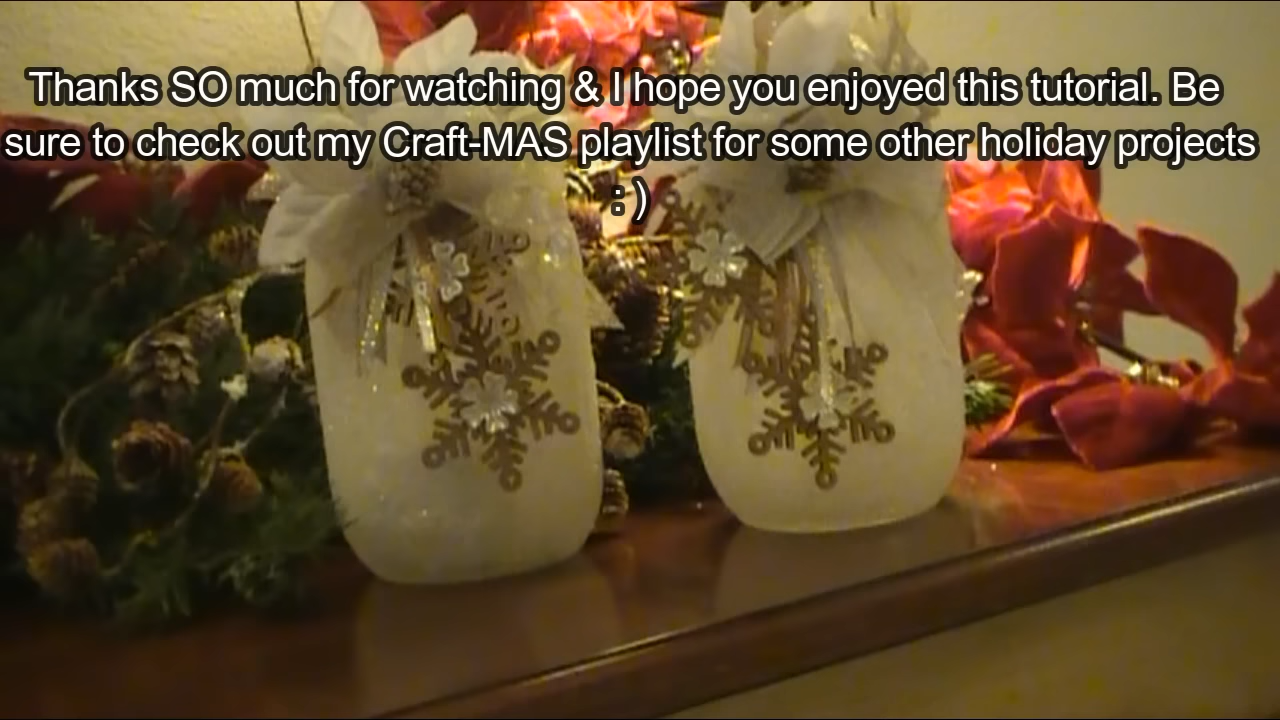 Thanks SO much for watching & I hope you enjoyed this tutorial. Be
sure to check out my Craft-MAS playlist for some other holiday projects
: )